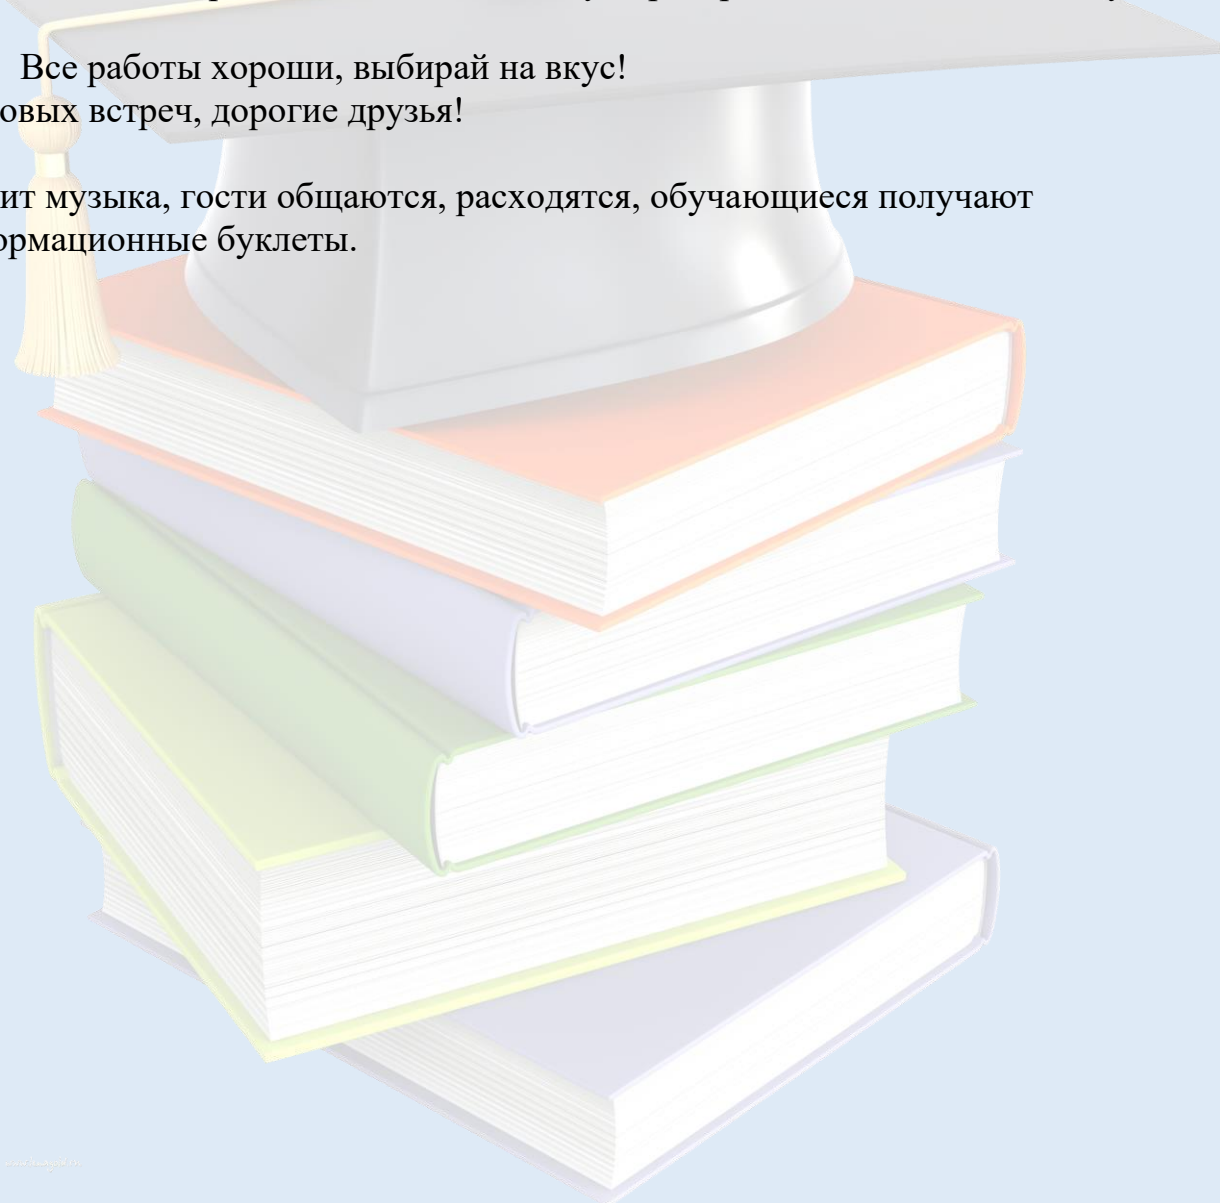 Все работы хороши, выбирай на вкус!
овых встреч, дорогие друзья!
ит музыка, гости общаются, расходятся, обучающиеся получают
ормационные буклеты.